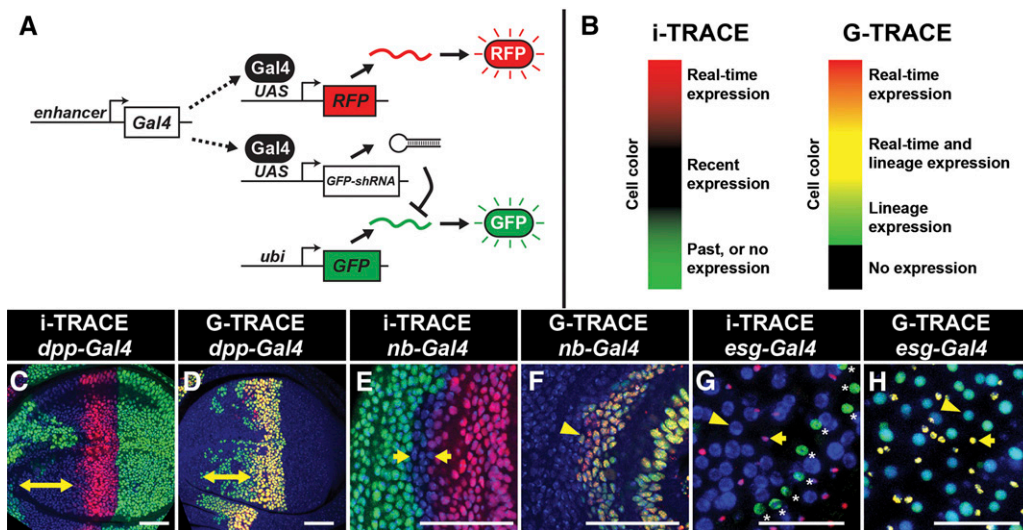 A
enhancer
Gal4
Gal4
UAS
RFP
RFP
Gal4
UAS
GFP-shRNA
ubi
GFP
GFP
B
i-TRACE
G-TRACE
Cell color
Real-time
expression
Recent
expression
Past, or no
expression
Cell color
Real-time
expression
Real-time and
lineage expression
Lineage
expression
No expression
i-TRACE
dpp-Gal4
G-TRACE
dpp-Gal4
i-TRACE
nb-Gal4
G-TRACE
nb-Gal4
i-TRACE
esg-Gal4
G-TRACE
esg-Gal4
C
D
E
F
G
* * * * * * * *
H